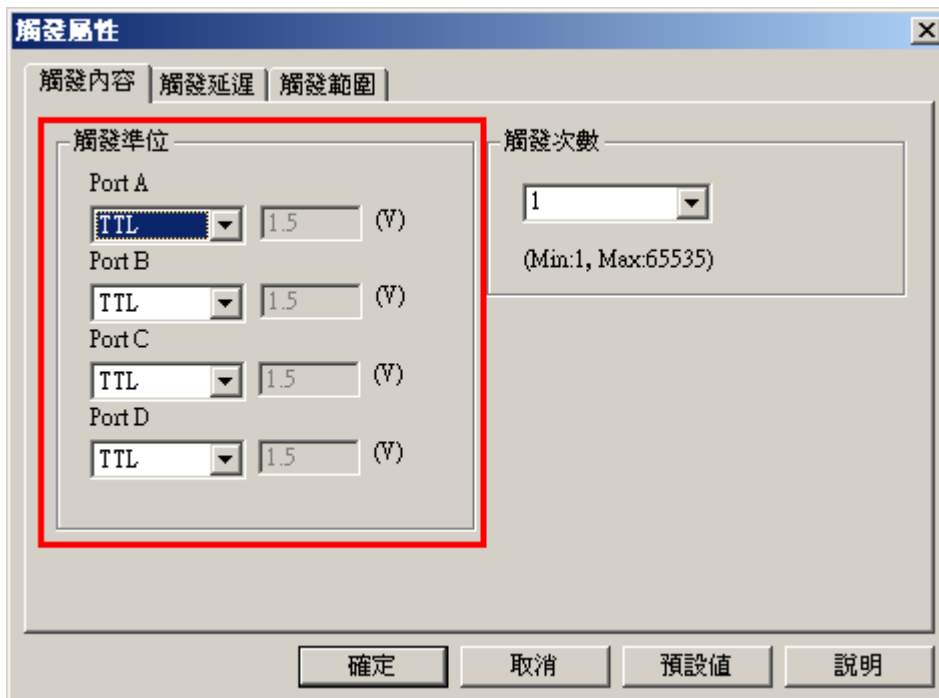 觸發屬性
觸發內容 觸發延遲 觸發範圍
觸發準位
Port A
TTL 1.5 (V)
Port B
TTL 1.5 (V)
Port C
TTL 1.5 (V)
Port D
TTL 1.5 (V)
觸發次數
1
(Min:1, Max:65535)
確定 取消 預設值 說明